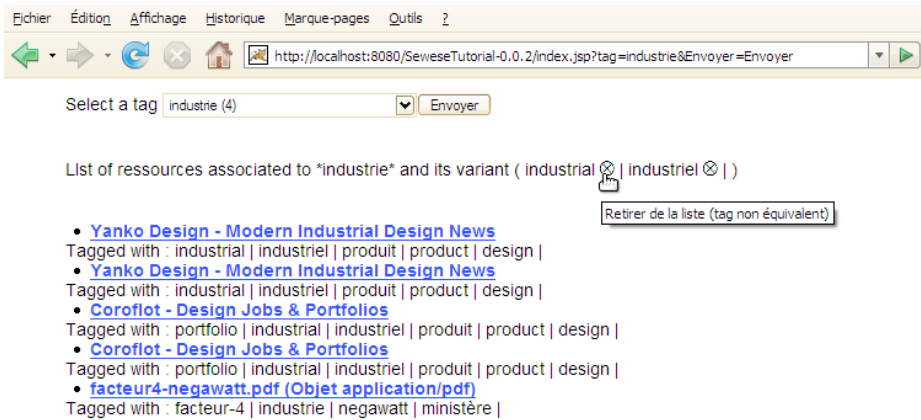 Fichier Édition Affichage Historique Marque-pages Outils ?
http://localhost:8080/SeweseTutorial-0.0.2/index.jsp?tag=industrie&Envoyer=Envoyer
Select a tag industrie (4) Envoyer
List of ressources associated to *industrie* and its variant ( industrial ⊗ | industriel ⊗ | )
Retirer de la liste (tag non équivalent)
• Yanko Design - Modern Industrial Design News
Tagged with : industrial | industriel | produit | product | design |
• Yanko Design - Modern Industrial Design News
Tagged with : industrial | industriel | produit | product | design |
• Coroflot - Design Jobs & Portfolios
Tagged with : portfolio | industrial | industriel | produit | product | design |
• Coroflot - Design Jobs & Portfolios
Tagged with : portfolio | industrial | industriel | produit | product | design |
• facteur4-negawatt.pdf (Objet application/pdf)
Tagged with : facteur-4 | industrie | negawatt | ministère |